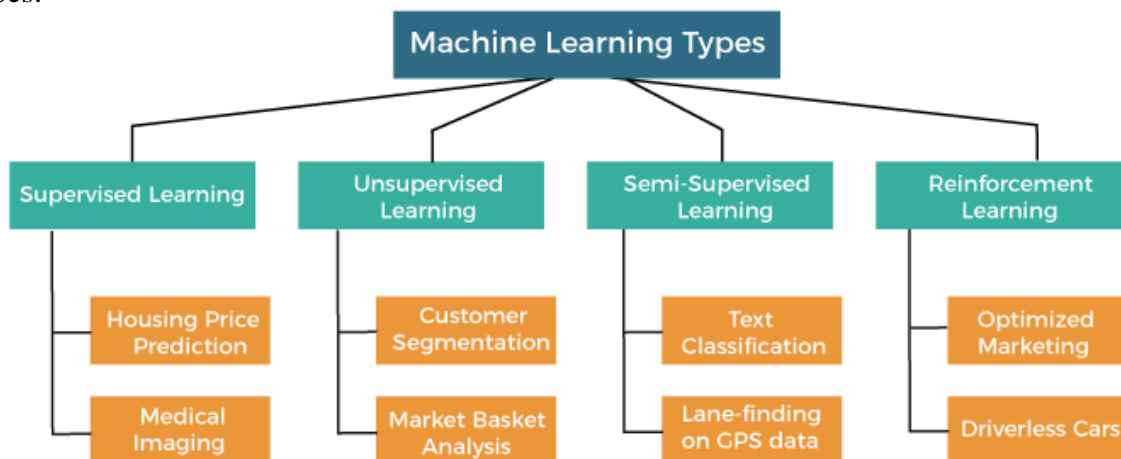 Machine Learning Types
Supervised Learning
Unsupervised
Learning
Semi-Supervised
Learning
Reinforcement
Learning
Housing Price
Prediction
Customer
Segmentation
Text
Classification
Optimized
Marketing
Medical
Imaging
Market Basket
Analysis
Lane-finding
on GPS data
Driverless Cars